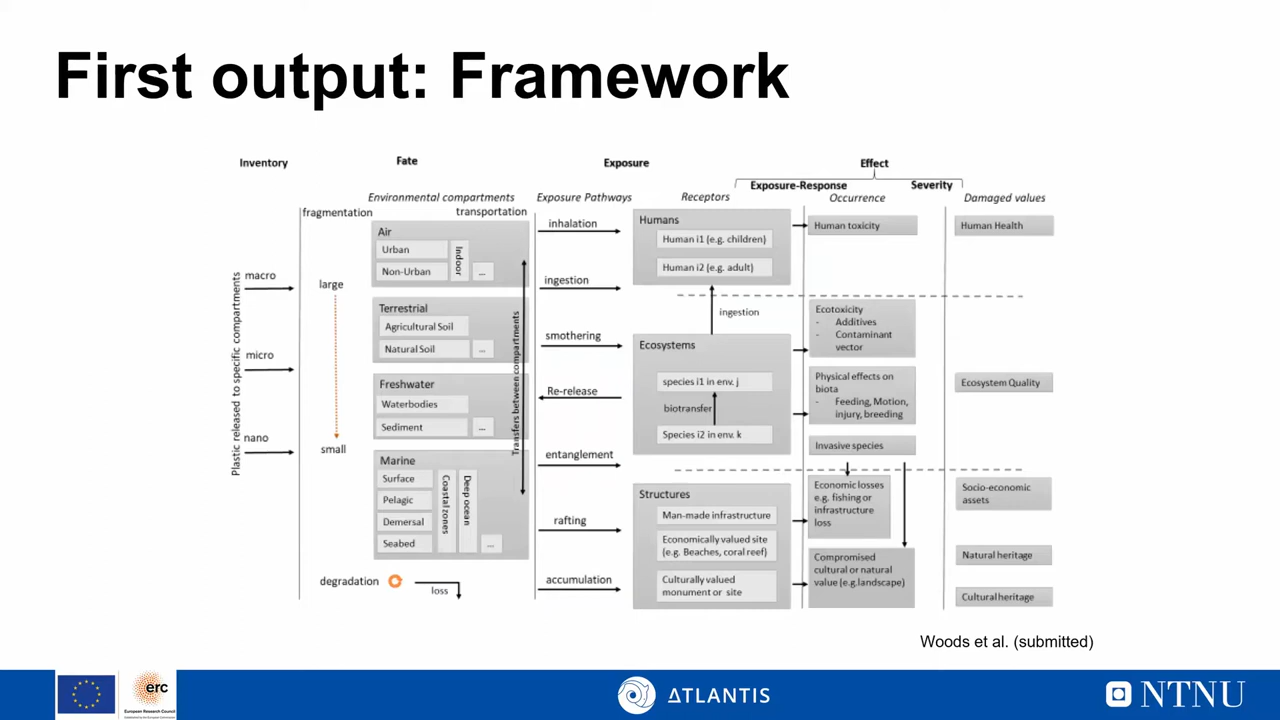 First output: Framework
Inventory
Fate
Exposure
Effect
Exposure-Response
Severity
Environmental compartments
Exposure Pathways
Receptors
Occurrence
Damaged values
fragmentation
transportation
Plastic released to specific compartments
macro
micro
nano
large
small
Air
Urban
Non-Urban
Indoor
...
Terrestrial
Agricultural Soil
Natural Soil
...
Freshwater
Waterbodies
Sediment
...
Marine
Surface
Pelagic
Demersal
Seabed
Coastal zones
Deep ocean
...
Transfers between compartments
degradation
loss
inhalation
ingestion
smothering
Re-release
entanglement
rafting
accumulation
Humans
Human i1 (e.g. children)
Human i2 (e.g. adult)
ingestion
Ecosystems
species i1 in env. j
biotransfer
Species i2 in env. k
Structures
Man-made infrastructure
Economically valued site
(e.g. Beaches, coral reef)
Culturally valued
monument or site
Human toxicity
Ecotoxicity
- Additives
- Contaminant
vector
Physical effects on
biota
- Feeding, Motion,
injury, breeding
Invasive species
Economic losses
e.g. fishing or
infrastructure
loss
Compromised
cultural or natural
value (e.g.landscape)
Human Health
Ecosystem Quality
Socio-economic
assets
Natural heritage
Cultural heritage
Woods et al. (submitted)
erc
European Research Council
ATLANTIS
NTNU